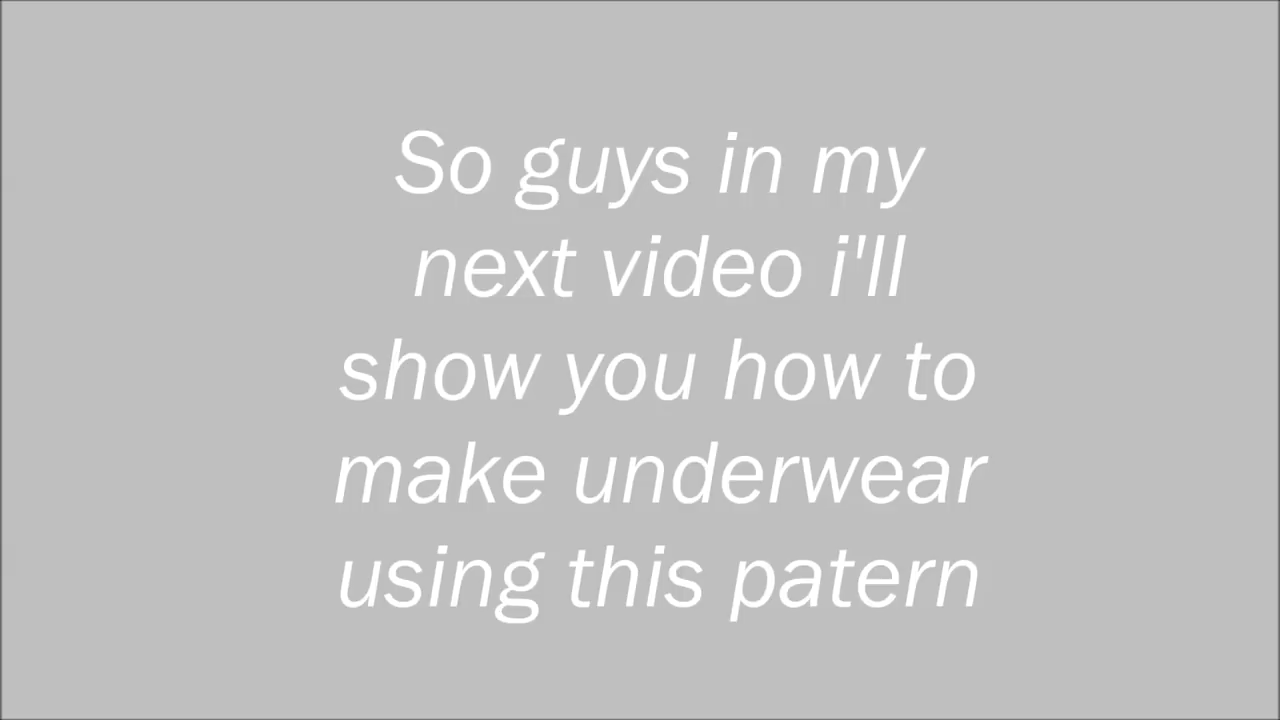 So guys in my
next video i'll
show you how to
make underwear
using this patern